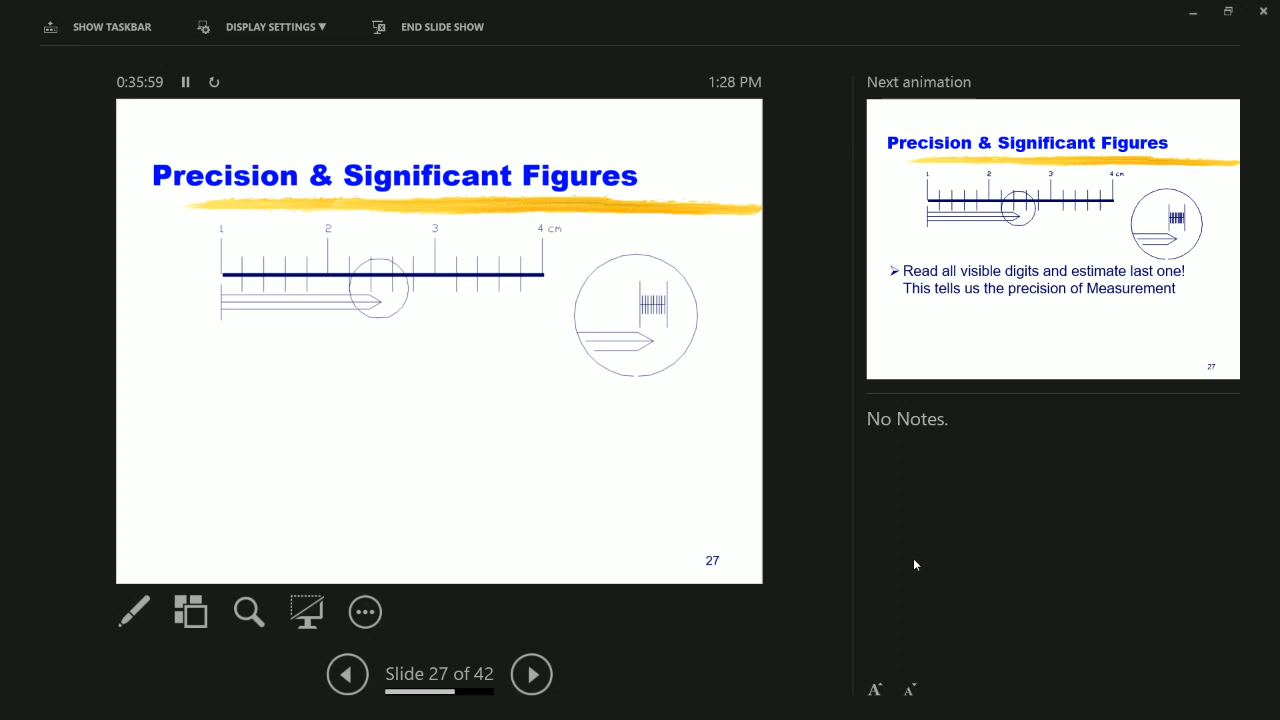 SHOW TASKBAR DISPLAY SETTINGS ▼ END SLIDE SHOW
0:35:59 1:28 PM
Precision & Significant Figures
1 2 3 4 cm
27
Slide 27 of 42
Next animation
Precision & Significant Figures
1 2 3 4 cm
➢ Read all visible digits and estimate last one!
This tells us the precision of Measurement
27
No Notes.
A A